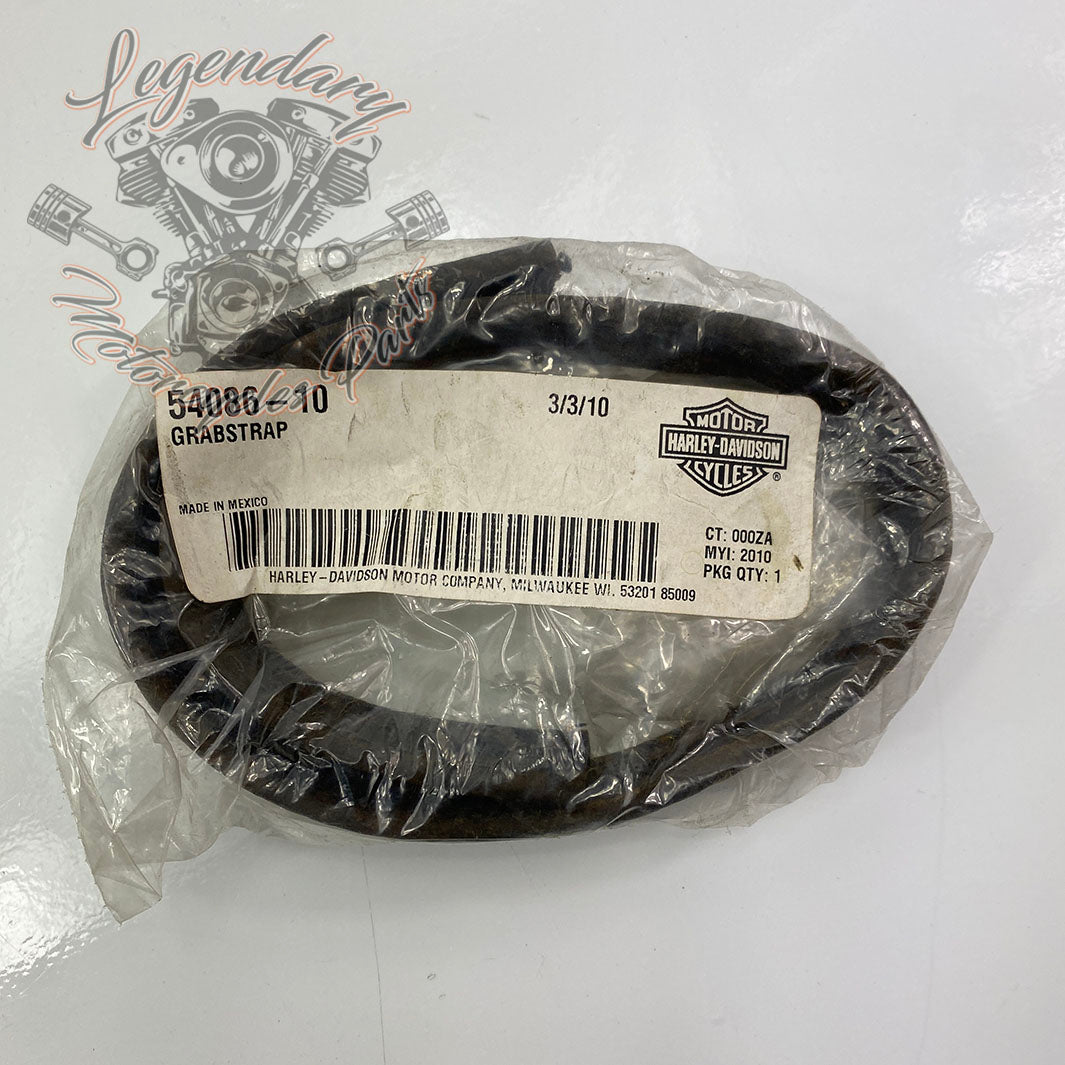 Legendary
Motorcycles Parts
54086-10 3/3/10
GRABSTRAP
MOTOR
HARLEY-DAVIDSON
CYCLES ®
MADE IN MEXICO
CT: 000ZA
MYI: 2010
PKG QTY: 1
HARLEY-DAVIDSON MOTOR COMPANY, MILWAUKEE WI. 53201 85009